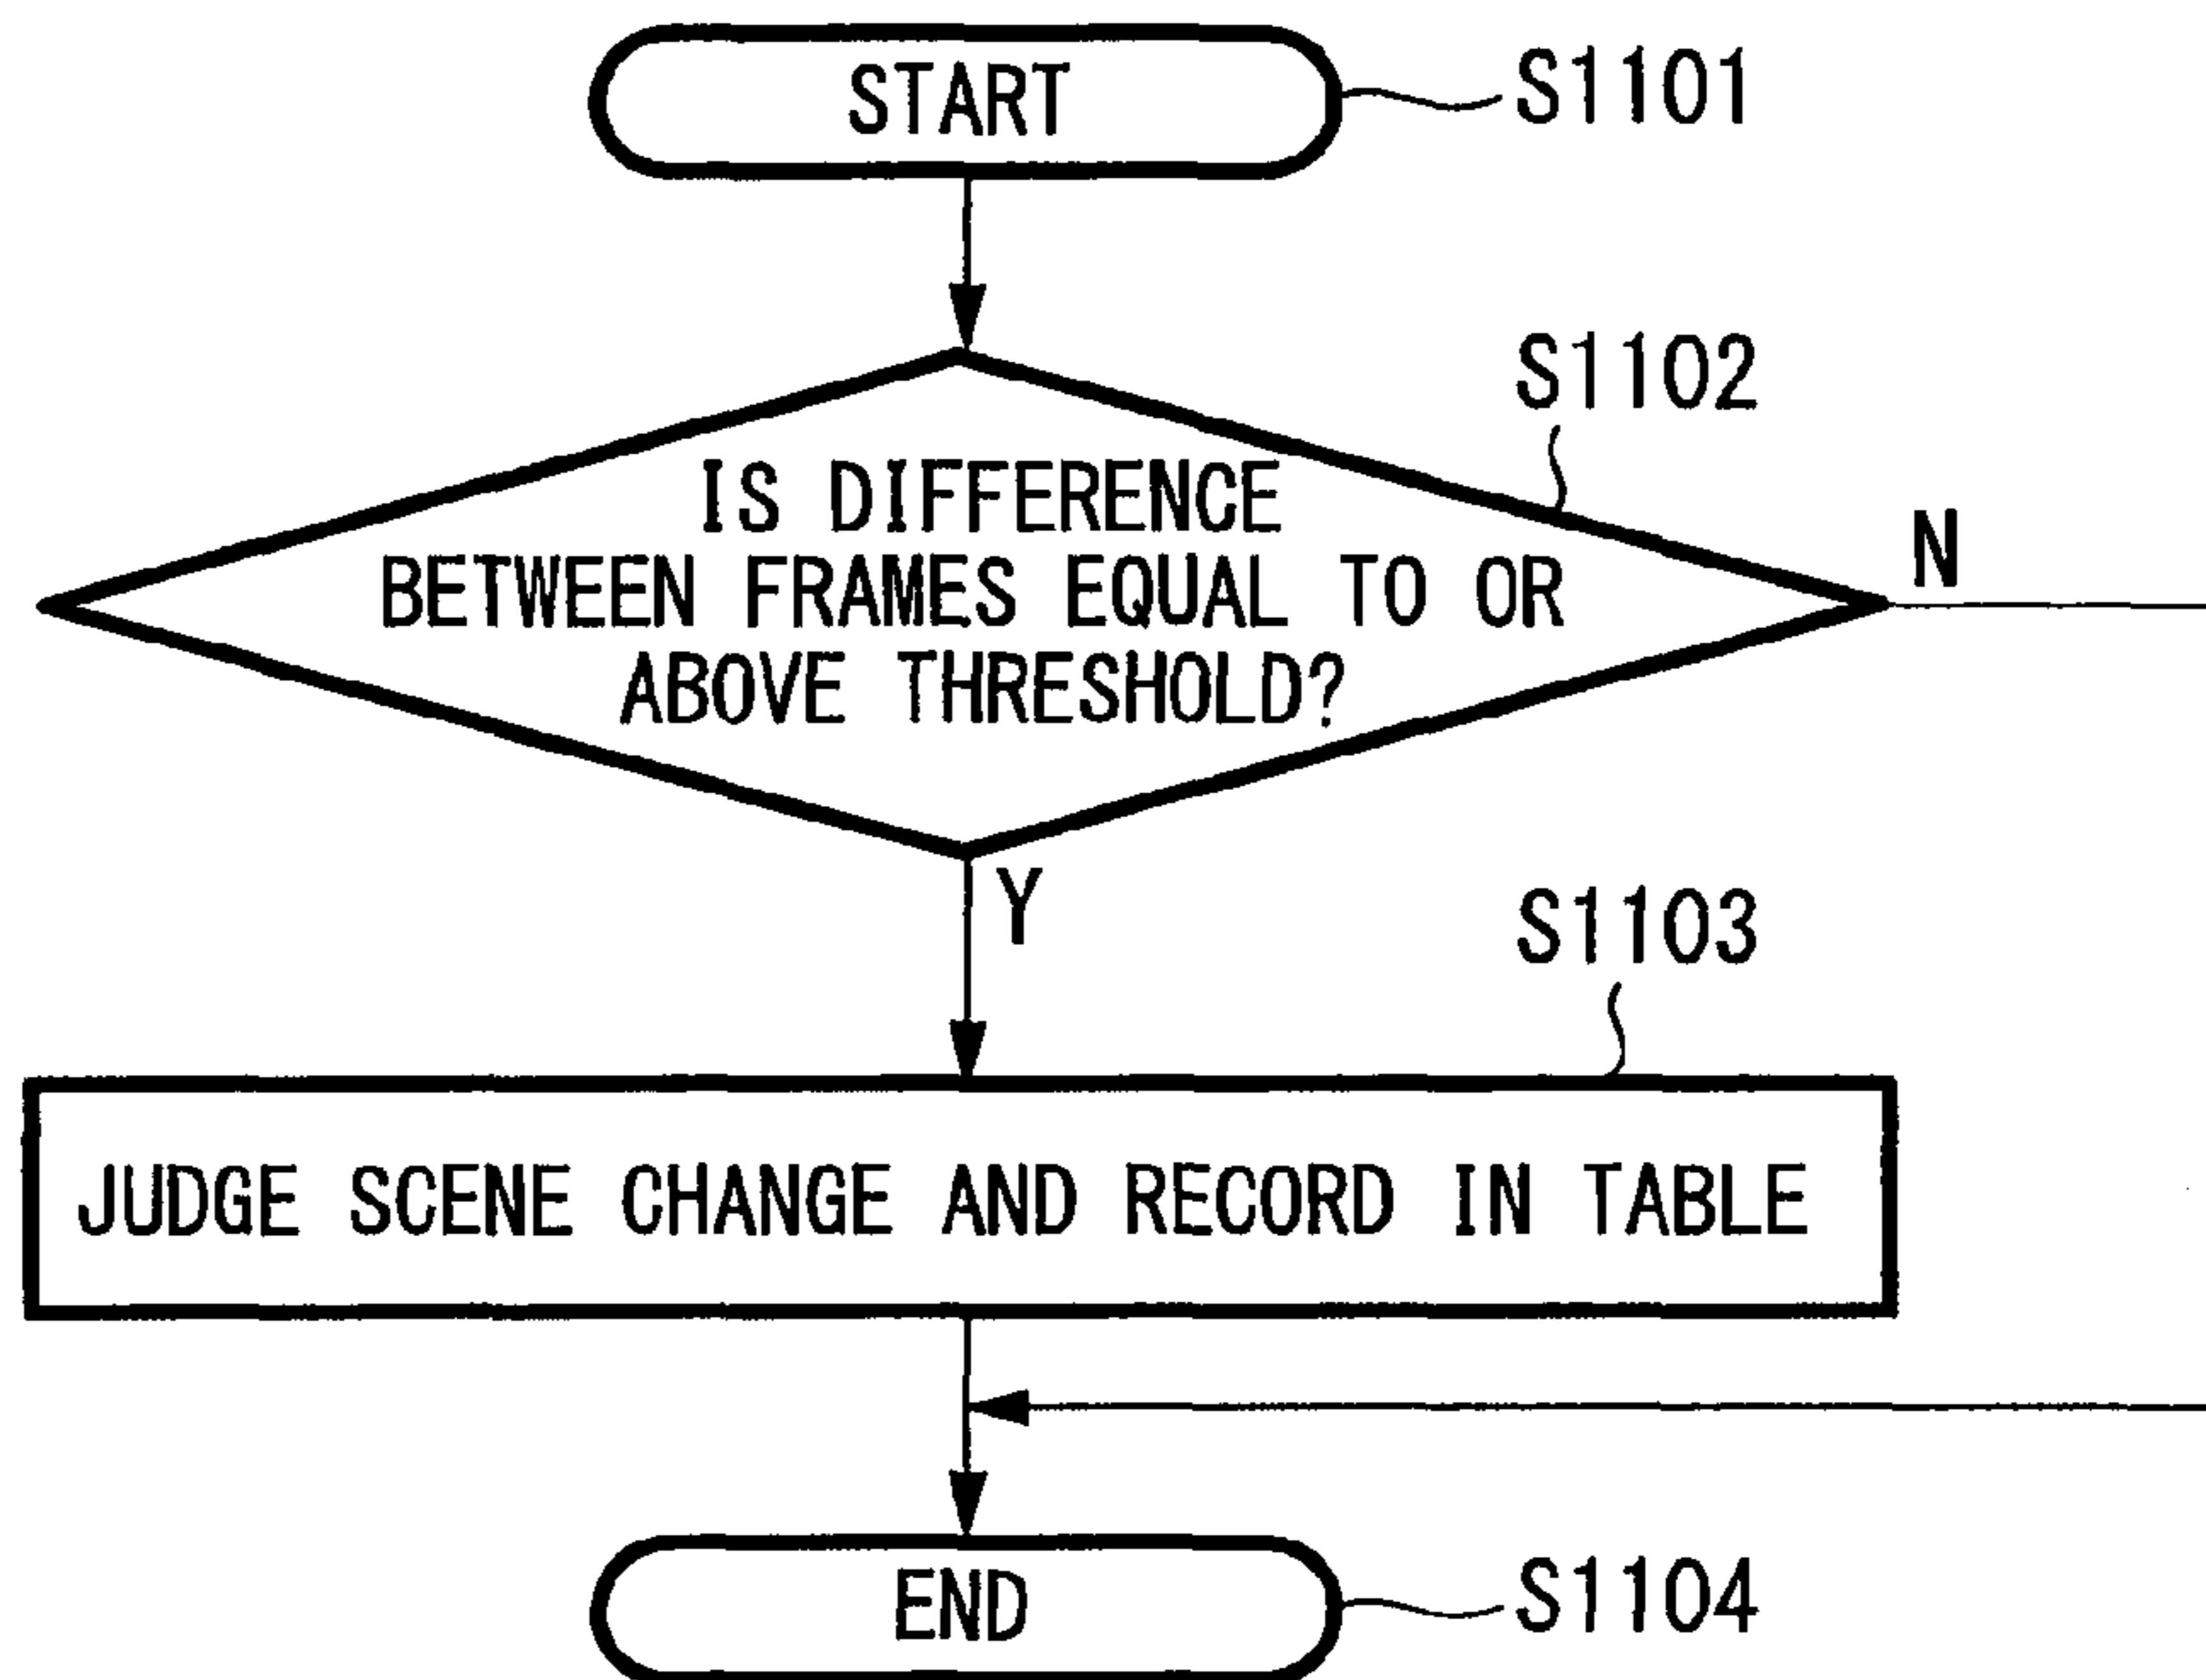 START
S1101
S1102
IS DIFFERENCE
BETWEEN FRAMES EQUAL TO OR
ABOVE THRESHOLD?
N
Y
S1103
JUDGE SCENE CHANGE AND RECORD IN TABLE
END
S1104